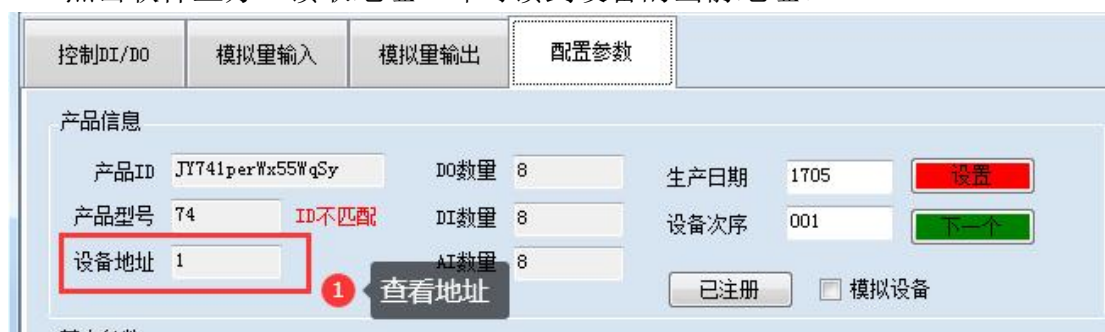 控制DI/DO 模拟量输入 模拟量输出 配置参数
产品信息
产品ID JY741perWx55WqSy DO数量 8 生产日期 1705 设置
产品型号 74 ID不匹配 DI数量 8 设备次序 001 下一个
设备地址 1 AI数量 8
1 查看地址 已注册 模拟设备